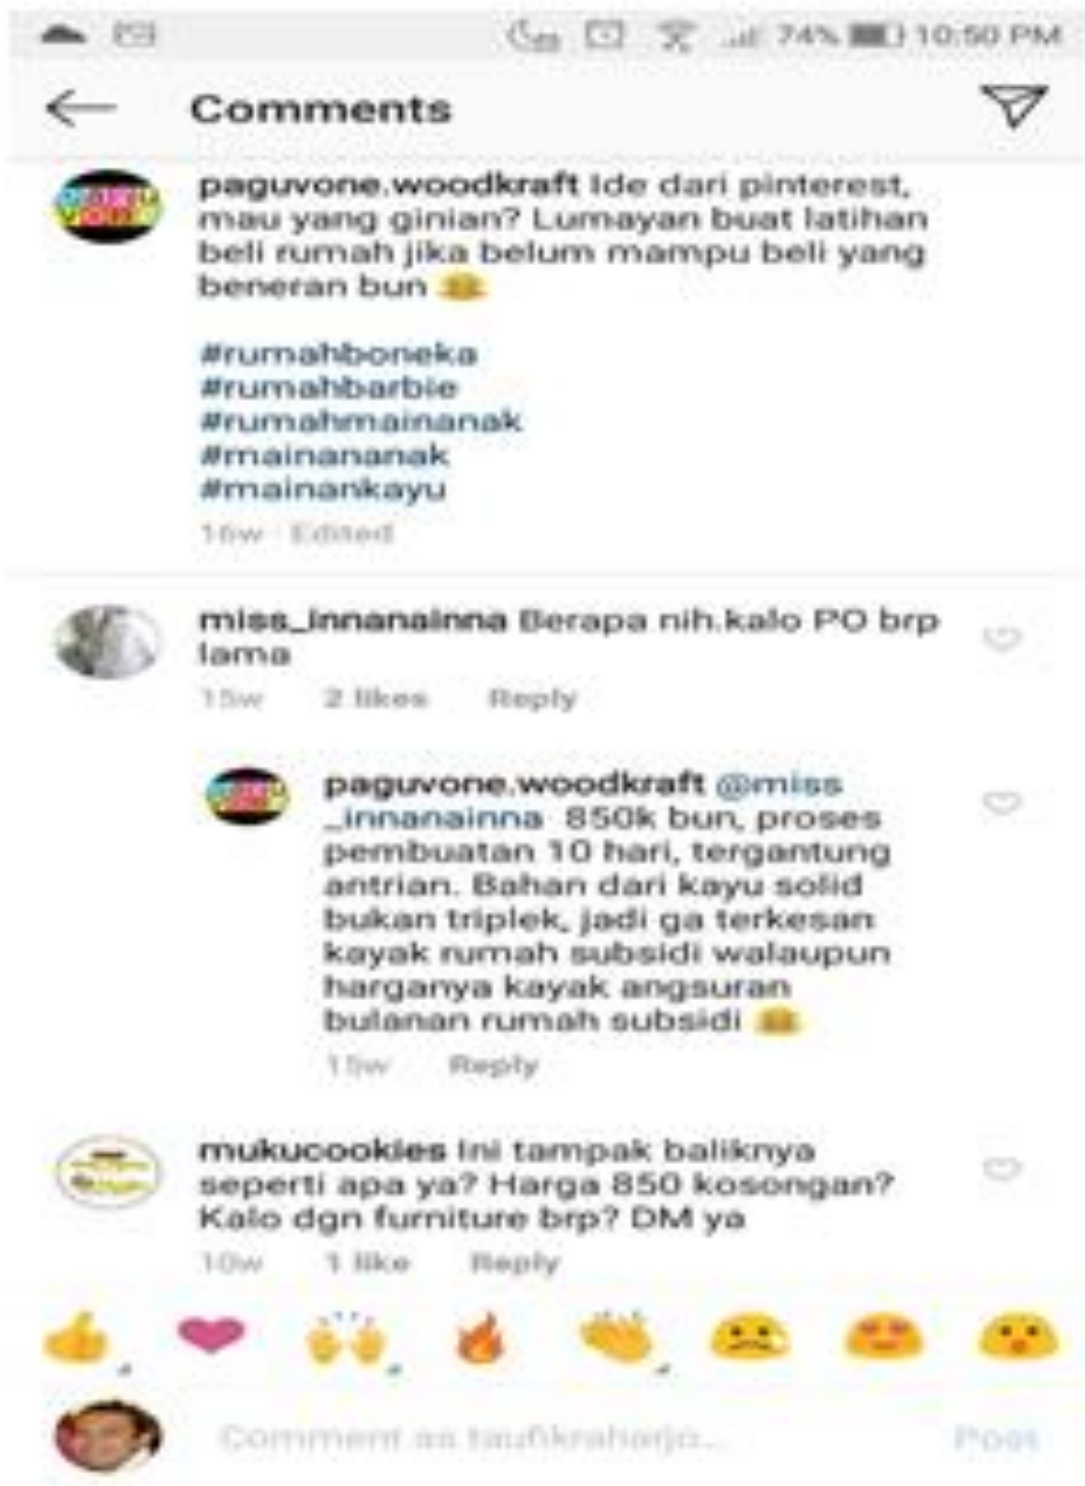 74% 10:50 PM
Comments
paguvone.woodkraft Ide dari pinterest,
mau yang ginian? Lumayan buat latihan
beli rumah jika belum mampu beli yang
beneran bun
#rumahboneka
#rumahbarbie
#rumahmainanak
#mainananak
#mainankayu
16w · Edited
miss_innanainna Berapa nih.kalo PO brp
lama
15w 2 likes Reply
paguvone.woodkraft @miss
_innanainna 850k bun, proses
pembuatan 10 hari, tergantung
antrian. Bahan dari kayu solid
bukan triplek, jadi ga terkesan
kayak rumah subsidi walaupun
harganya kayak angsuran
bulanan rumah subsidi
15w Reply
mukucookies Ini tampak baliknya
seperti apa ya? Harga 850 kosongan?
Kalo dgn furniture brp? DM ya
10w 1 like Reply
Comment as taufikraharjo...
Post